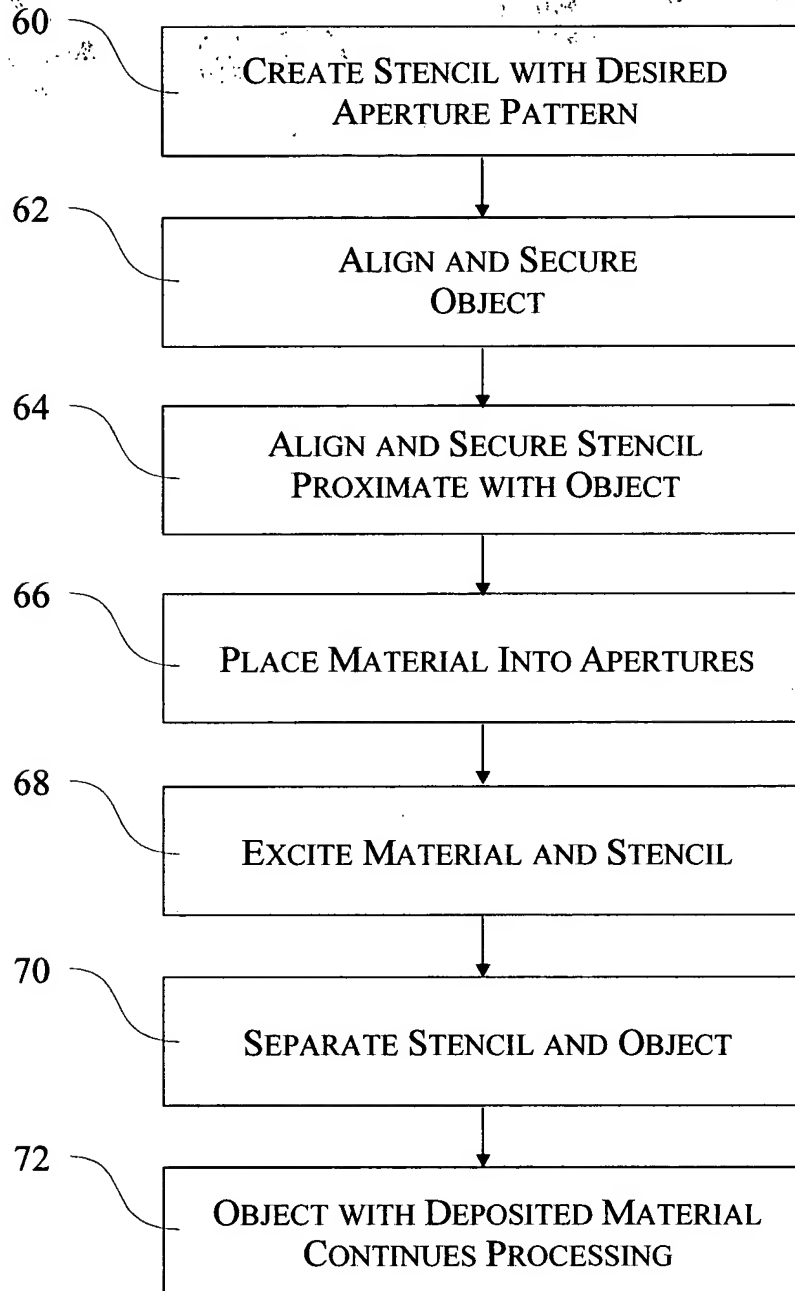 60
CREATE STENCIL WITH DESIRED
APERTURE PATTERN
62
ALIGN AND SECURE
OBJECT
64
ALIGN AND SECURE STENCIL
PROXIMATE WITH OBJECT
66
PLACE MATERIAL INTO APERTURES
68
EXCITE MATERIAL AND STENCIL
70
SEPARATE STENCIL AND OBJECT
72
OBJECT WITH DEPOSITED MATERIAL
CONTINUES PROCESSING